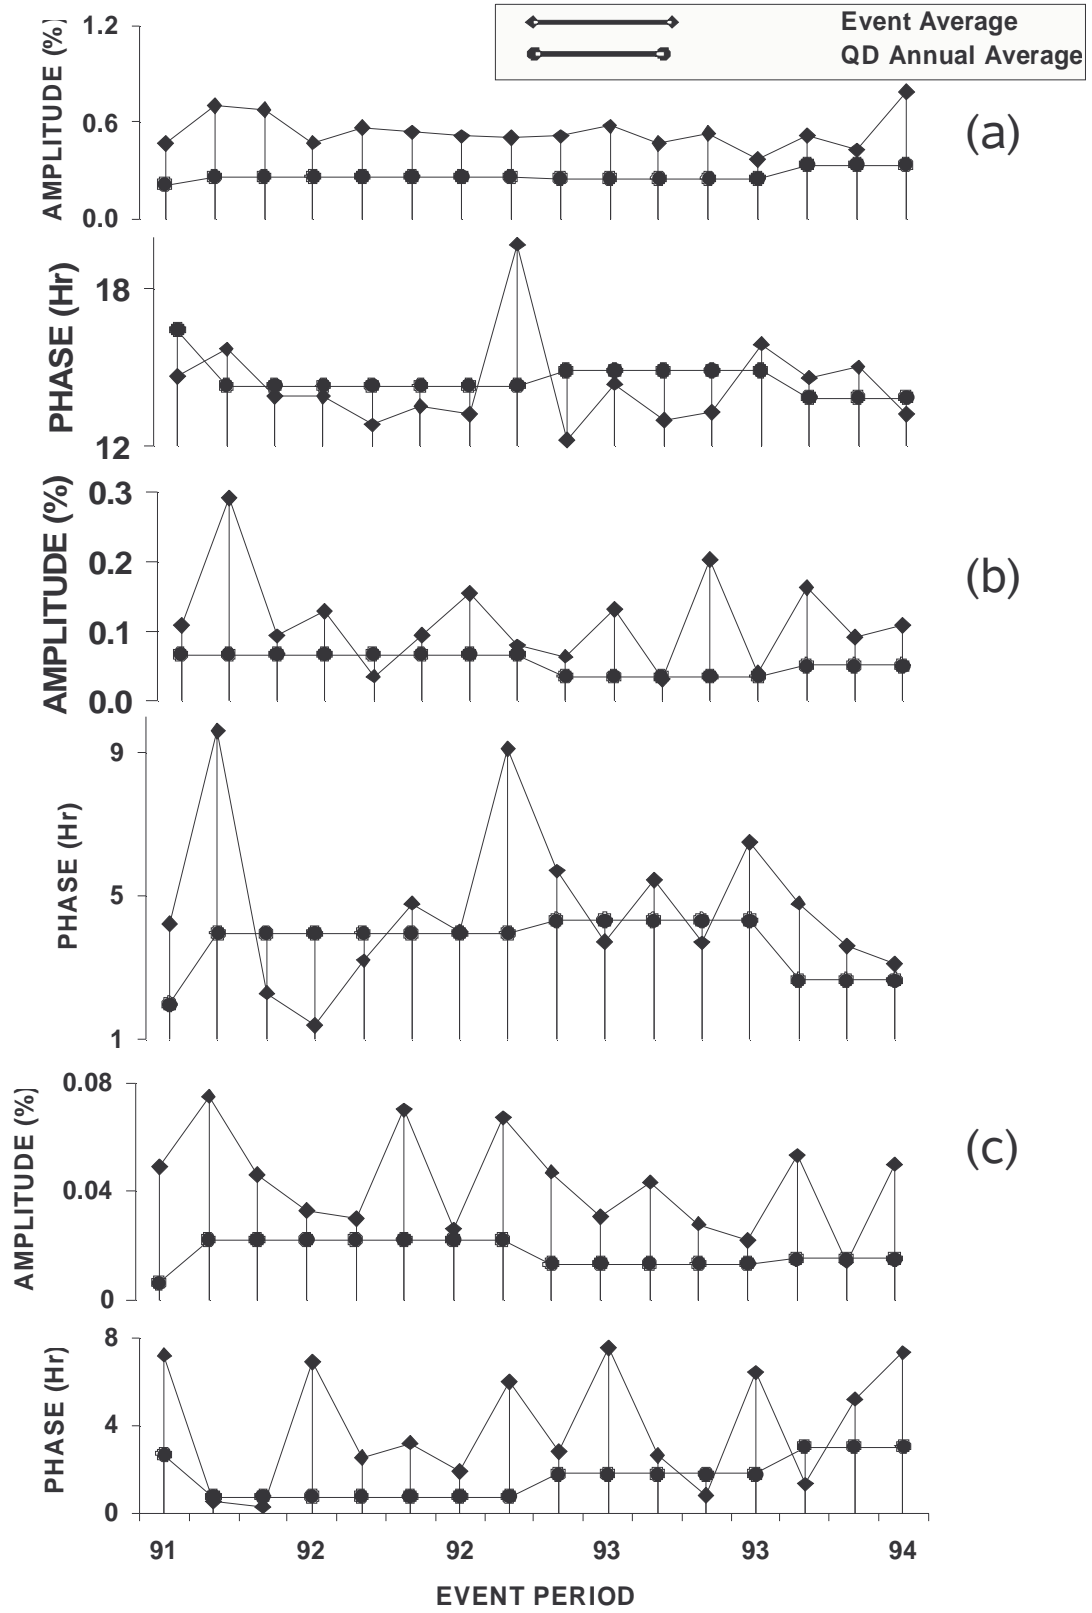 Event Average
QD Annual Average
AMPLITUDE (%)
1.2
0.6
0.0
(a)
PHASE (Hr)
18
12
AMPLITUDE (%)
0.3
0.2
0.1
0.0
(b)
PHASE (Hr)
9
5
1
AMPLITUDE (%)
0.08
0.04
0
(c)
PHASE (Hr)
8
4
0
91 92 92 93 93 94
EVENT PERIOD